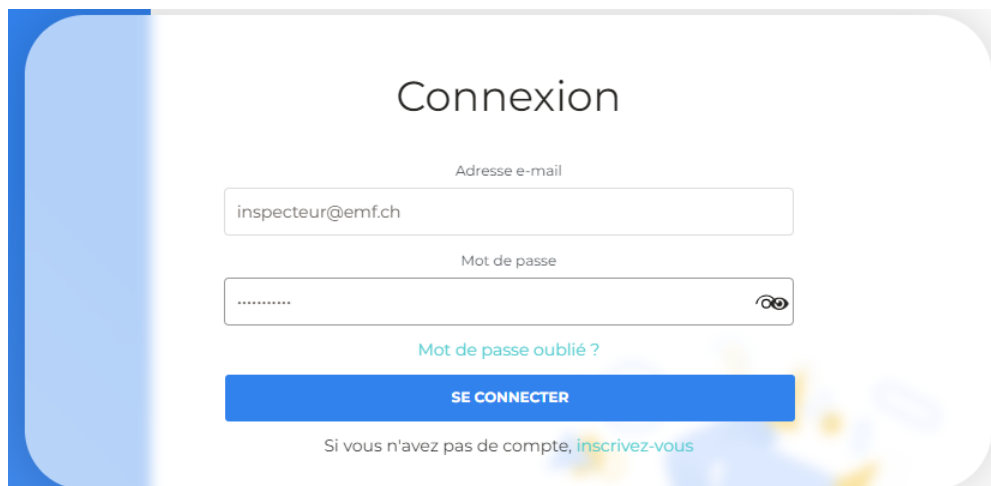 Connexion
Adresse e-mail
inspecteur@emf.ch
Mot de passe
...........
Mot de passe oublié ?
SE CONNECTER
Si vous n'avez pas de compte, inscrivez-vous